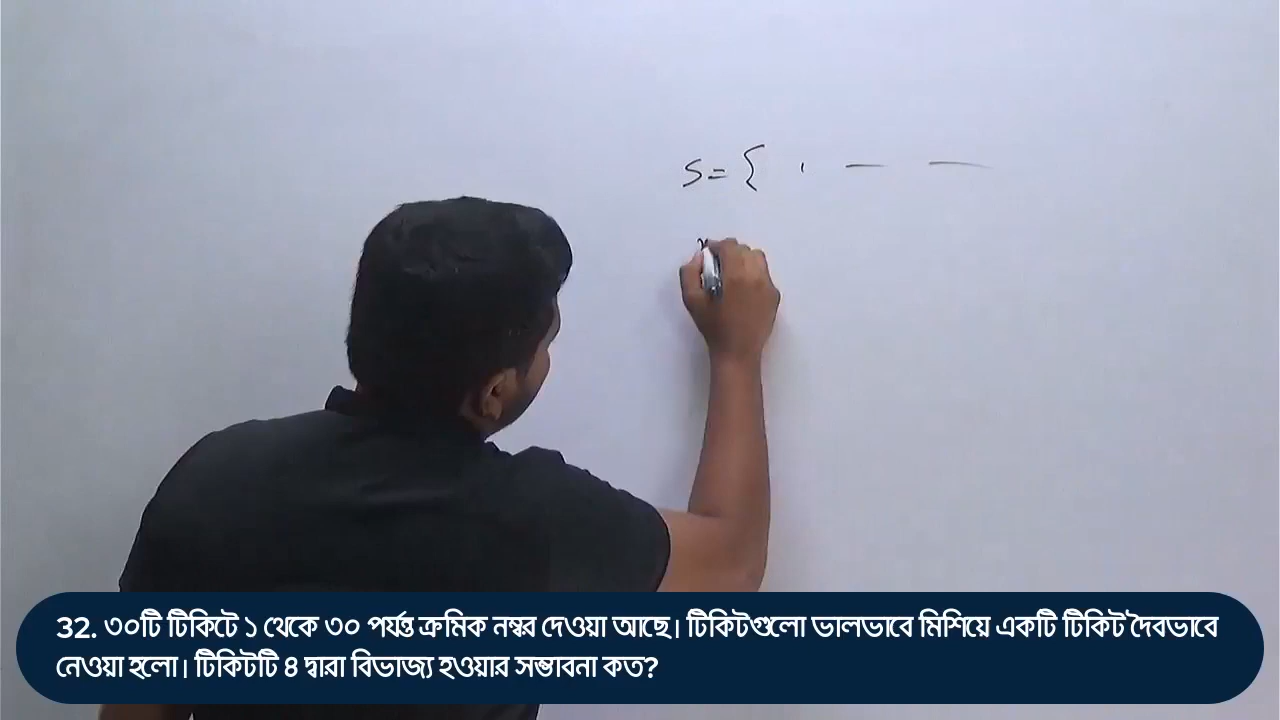 S = {
32. ৩০টি টিকিটে ১ থেকে ৩০ পর্যন্ত ক্রমিক নম্বর দেওয়া আছে। টিকিটগুলো ভালভাবে মিশিয়ে একটি টিকিট দৈবভাবে
নেওয়া হলো। টিকিটটি ৪ দ্বারা বিভাজ্য হওয়ার সম্ভাবনা কত?